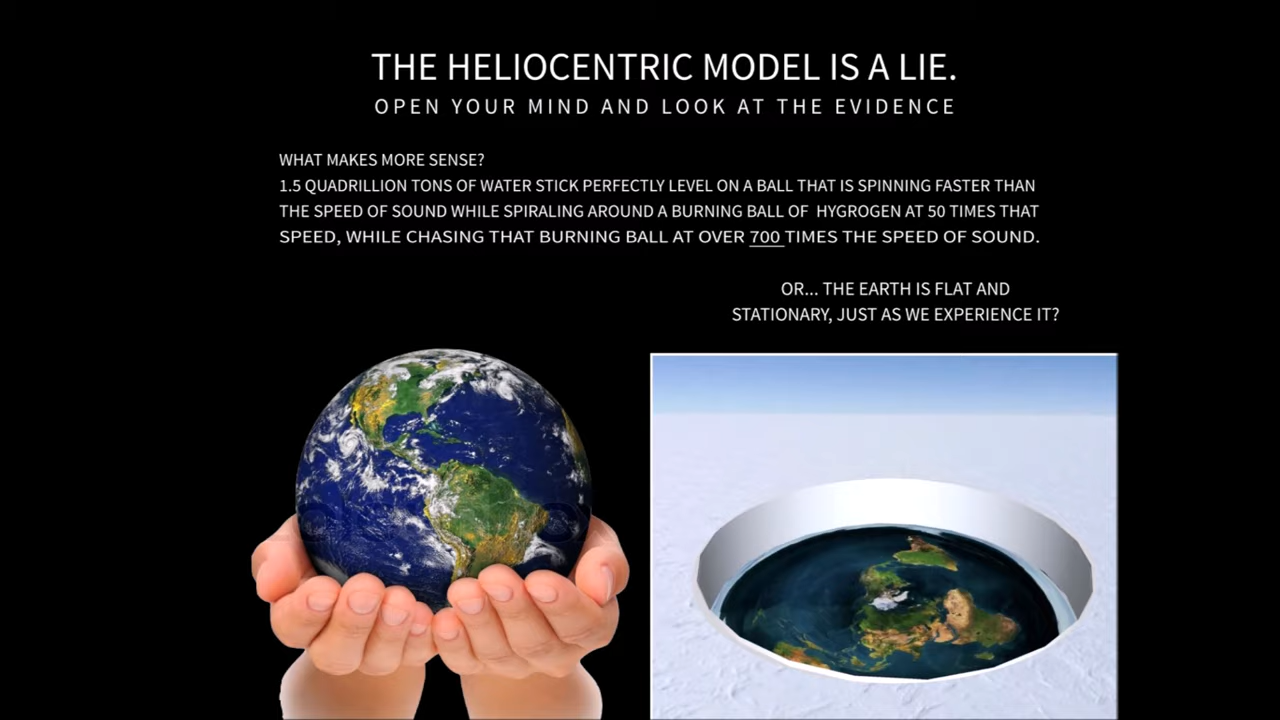 THE HELIOCENTRIC MODEL IS A LIE.
OPEN YOUR MIND AND LOOK AT THE EVIDENCE
WHAT MAKES MORE SENSE?
1.5 QUADRILLION TONS OF WATER STICK PERFECTLY LEVEL ON A BALL THAT IS SPINNING FASTER THAN
THE SPEED OF SOUND WHILE SPIRALING AROUND A BURNING BALL OF HYGROGEN AT 50 TIMES THAT
SPEED, WHILE CHASING THAT BURNING BALL AT OVER 700 TIMES THE SPEED OF SOUND.
OR... THE EARTH IS FLAT AND
STATIONARY, JUST AS WE EXPERIENCE IT?